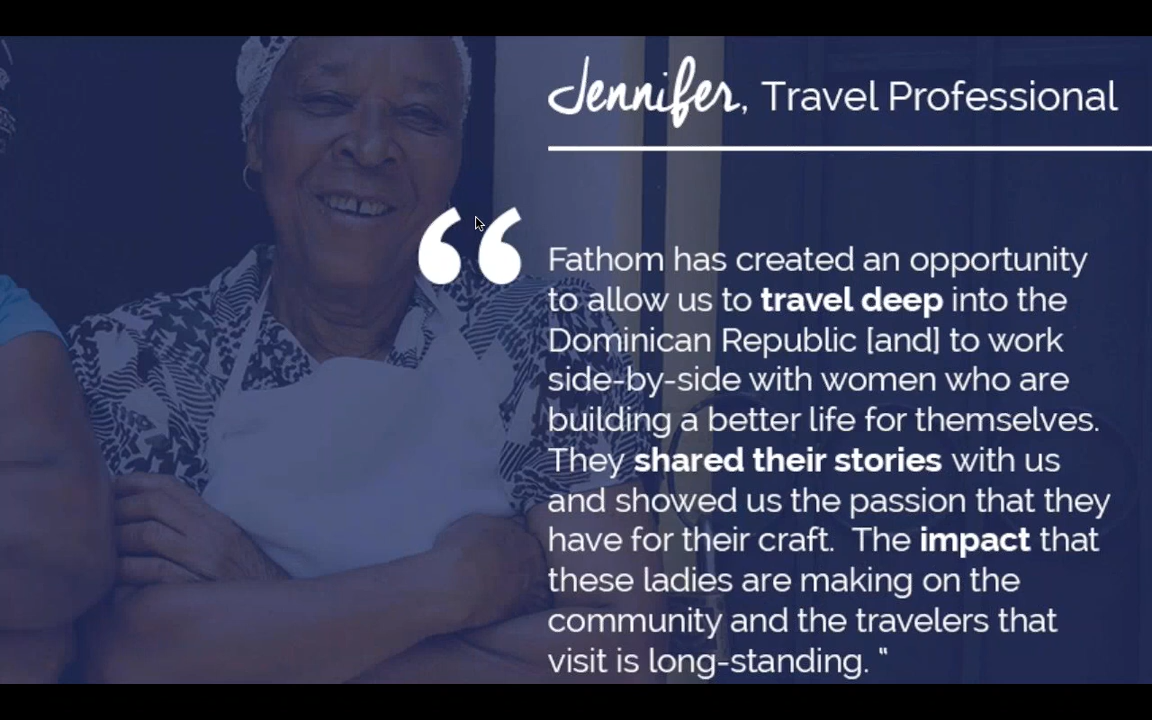 Jennifer, Travel Professional
“
Fathom has created an opportunity
to allow us to travel deep into the
Dominican Republic [and] to work
side-by-side with women who are
building a better life for themselves.
They shared their stories with us
and showed us the passion that they
have for their craft.  The impact that
these ladies are making on the
community and the travelers that
visit is long-standing. “